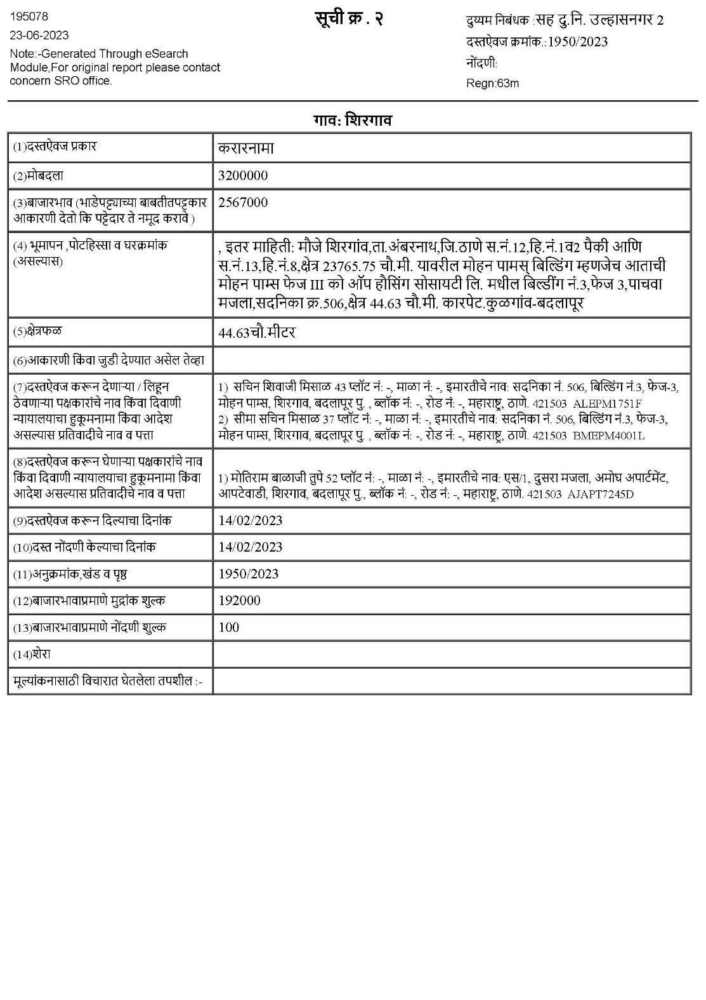 195078
23-06-2023
Note:-Generated Through eSearch
Module,For original report please contact
concern SRO office.
सूची क्र . २
दुय्यम निबंधक :सह दु.नि. उल्हासनगर 2
दस्तऐवज क्रमांक.:1950/2023
नोंदणी:
Regn:63m
गाव: शिरगाव
(1)दस्तऐवज प्रकार
करारनामा
(2)मोबदला
3200000
(3)बाजारभाव (भाडेपट्ट्याच्या बाबतीतपट्टकार
आकारणी देतो कि पट्टेदार ते नमूद करावे )
2567000
(4) भूमापन ,पोटहिस्सा व घरक्रमांक
(असल्यास)
, इतर माहिती: मौजे शिरगांव,ता.अंबरनाथ,जि.ठाणे स.नं.12,हि.नं.1व2 पैकी आणि
स.नं.13,हि.नं.8,क्षेत्र 23765.75 चौ.मी. यावरील मोहन पामस् बिल्डिंग म्हणजेच आताची
मोहन पाम्स फेज III को ऑप हौसिंग सोसायटी लि. मधील बिल्डींग नं.3,फेज 3,पाचवा
मजला,सदनिका क्र.506,क्षेत्र 44.63 चौ.मी. कारपेट.कुळगांव-बदलापूर
(5)क्षेत्रफळ
44.63चौ.मीटर
(6)आकारणी किंवा जुडी देण्यात असेल तेव्हा
(7)दस्तऐवज करून देणाऱ्या / लिहून
ठेवणाऱ्या पक्षकारांचे नाव किंवा दिवाणी
न्यायालयाचा हुकूमनामा किंवा आदेश
असल्यास प्रतिवादीचे नाव व पत्ता
1) सचिन शिवाजी मिसाळ 43 प्लॉट नं: -, माळा नं: -, इमारतीचे नाव: सदनिका नं. 506, बिल्डिंग नं.3, फेज-3,
मोहन पाम्स, शिरगाव, बदलापूर पु. , ब्लॉक नं: -, रोड नं: -, महाराष्ट्र, ठाणे. 421503 ALEPM1751F
2) सीमा सचिन मिसाळ 37 प्लॉट नं: -, माळा नं: -, इमारतीचे नाव: सदनिका नं. 506, बिल्डिंग नं.3, फेज-3,
मोहन पाम्स, शिरगाव, बदलापूर पु. , ब्लॉक नं: -, रोड नं: -, महाराष्ट्र, ठाणे. 421503 BMEPM4001L
(8)दस्तऐवज करून घेणाऱ्या पक्षकारांचे नाव
किंवा दिवाणी न्यायालयाचा हुकूमनामा किंवा
आदेश असल्यास प्रतिवादीचे नाव व पत्ता
1) मोतिराम बाळाजी तुपे 52 प्लॉट नं: -, माळा नं: -, इमारतीचे नाव: एस/1, दुसरा मजला, अमोघ अपार्टमेंट,
आपटेवाडी, शिरगाव, बदलापूर पु., ब्लॉक नं: -, रोड नं: -, महाराष्ट्र, ठाणे. 421503 AJAPT7245D
(9)दस्तऐवज करून दिल्याचा दिनांक
14/02/2023
(10)दस्त नोंदणी केल्याचा दिनांक
14/02/2023
(11)अनुक्रमांक,खंड व पृष्ठ
1950/2023
(12)बाजारभावाप्रमाणे मुद्रांक शुल्क
192000
(13)बाजारभावाप्रमाणे नोंदणी शुल्क
100
(14)शेरा
मूल्यांकनासाठी विचारात घेतलेला तपशील :-